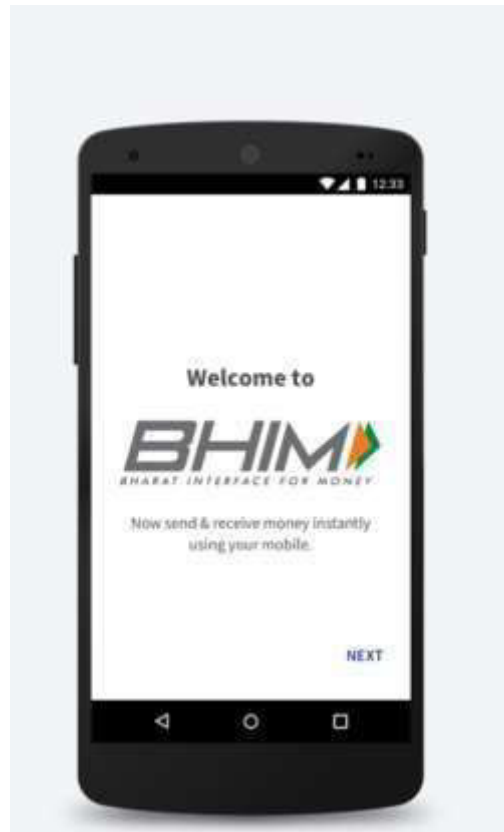 12:33
Welcome to
BHIM
BHARAT INTERFACE FOR MONEY
Now send & receive money instantly
using your mobile.
NEXT